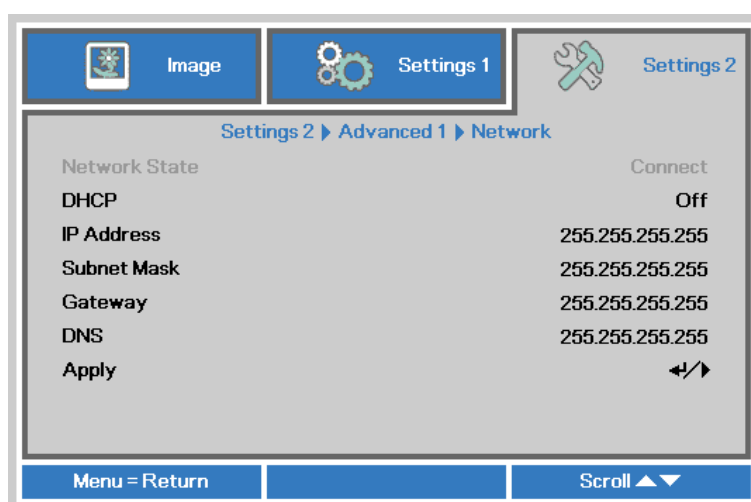 Image Settings 1 Settings 2
Settings 2 ▶ Advanced 1 ▶ Network
Network State Connect
DHCP Off
IP Address 255.255.255.255
Subnet Mask 255.255.255.255
Gateway 255.255.255.255
DNS 255.255.255.255
Apply ↵/▶
Menu = Return Scroll ▲▼